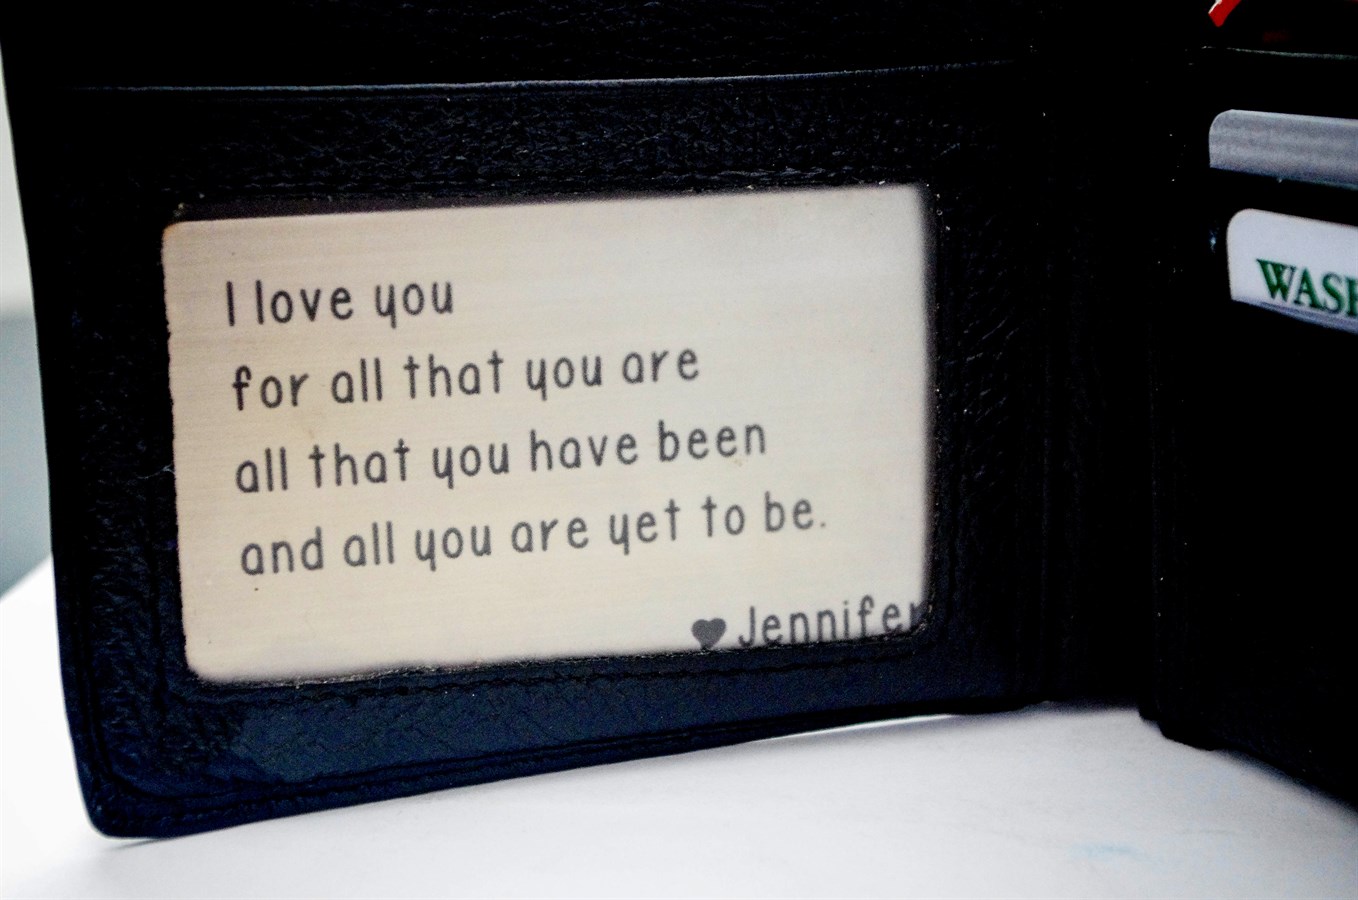 I love you
for all that you are
all that you have been
and all you are yet to be.
♥Jennifer
WASH